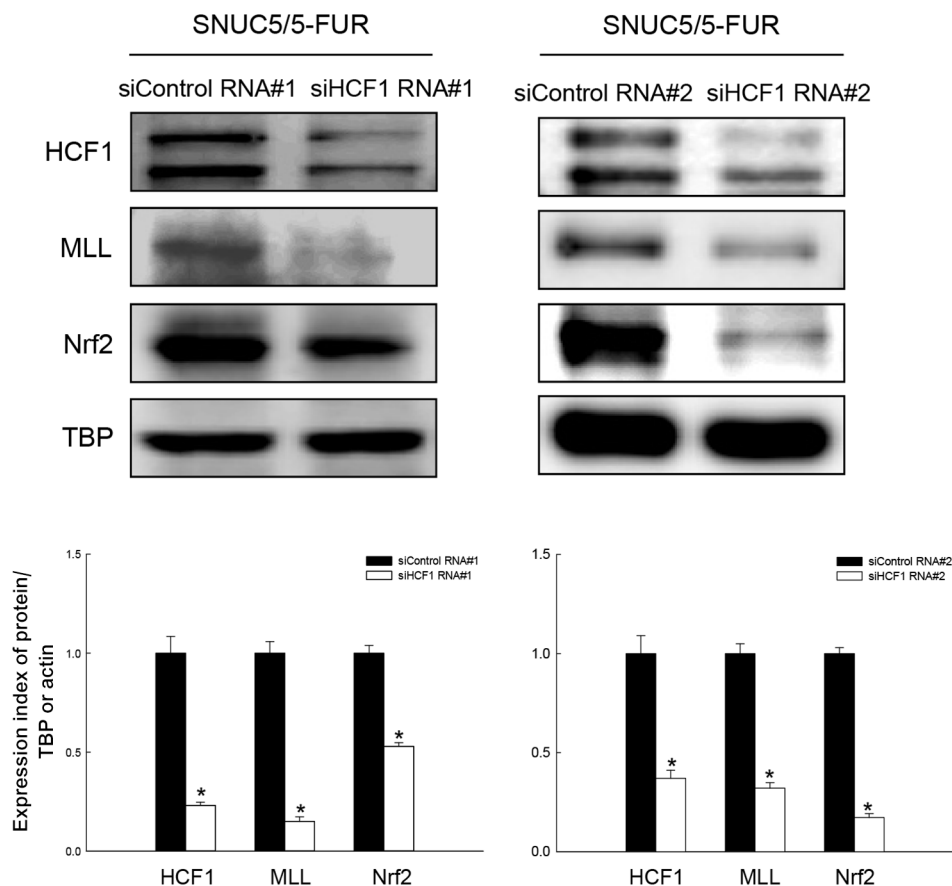 SNUC5/5-FUR
SNUC5/5-FUR
siControl RNA#1 siHCF1 RNA#1
siControl RNA#2 siHCF1 RNA#2
HCF1
MLL
Nrf2
TBP
Expression index of protein/
TBP or actin
1.5
1.0
0.5
0.0
siControl RNA#1
siHCF1 RNA#1
*
*
*
HCF1 MLL Nrf2
1.5
1.0
0.5
0.0
siControl RNA#2
siHCF1 RNA#2
*
*
*
HCF1 MLL Nrf2